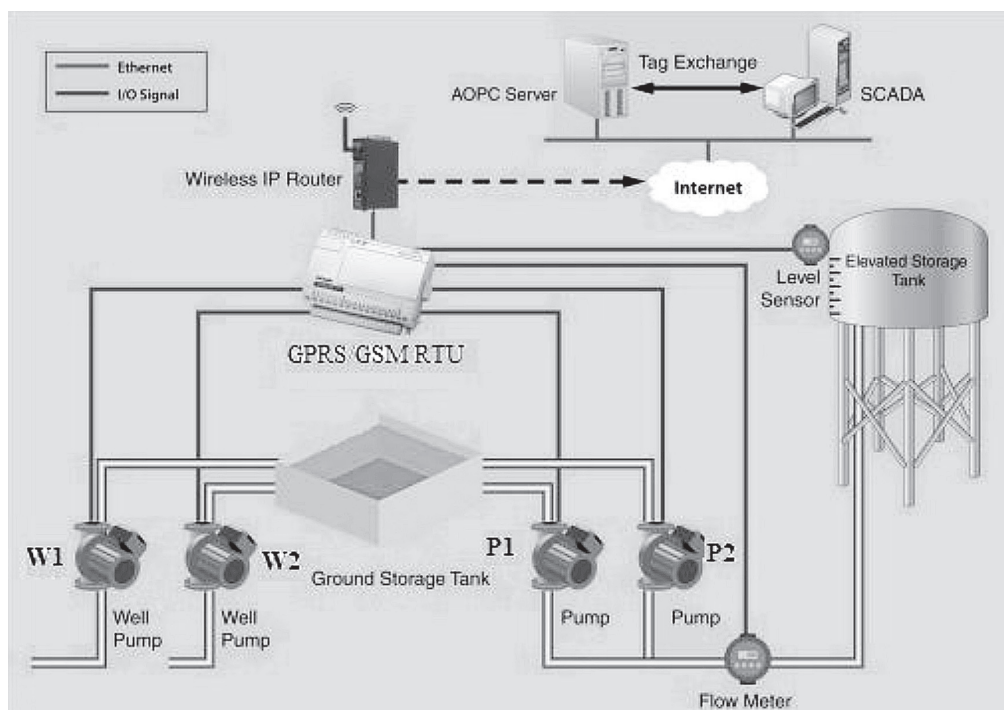 Ethernet
I/O Signal
Tag Exchange
AOPC Server
SCADA
Wireless IP Router
Internet
Level
Sensor
Elevated Storage
Tank
GPRS/GSM RTU
W1
W2
P1
P2
Ground Storage Tank
Well
Pump
Well
Pump
Pump
Pump
Flow Meter